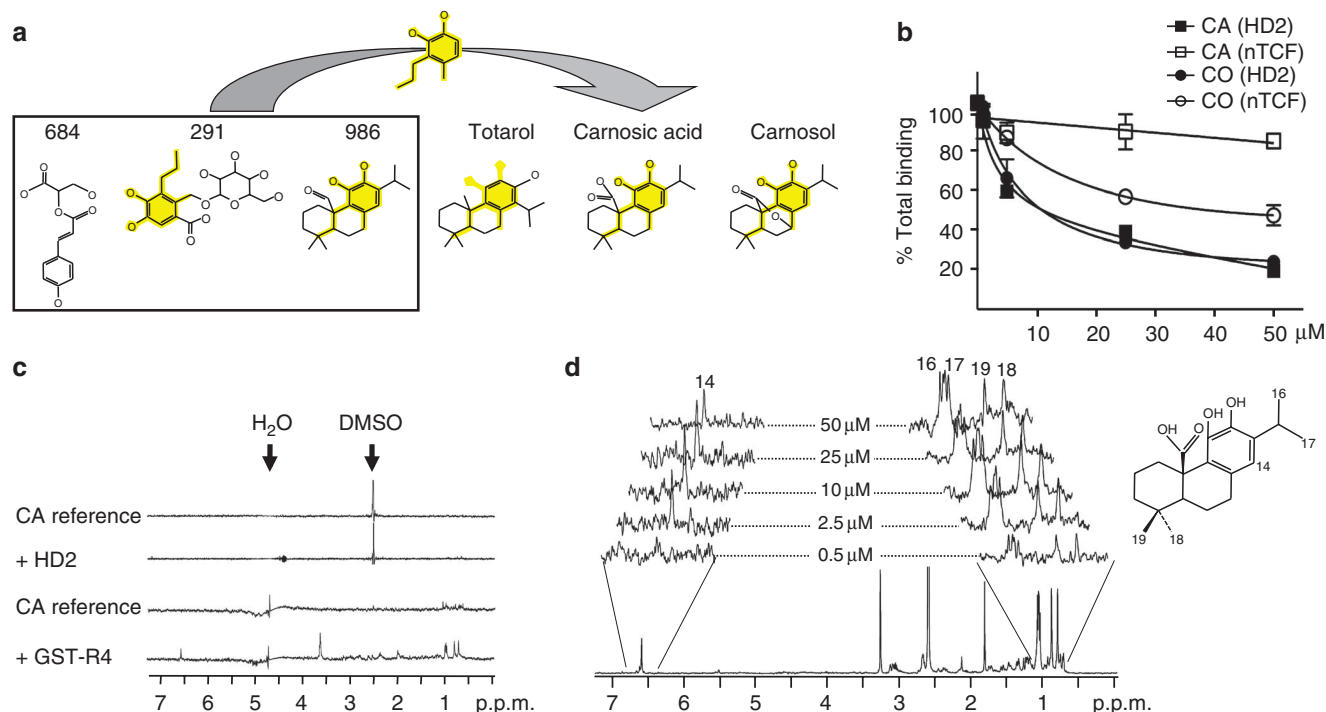 a
684
291
986
Totarol
Carnosic acid
Carnosol
b
CA (HD2)
CA (nTCF)
CO (HD2)
CO (nTCF)
% Total binding
100
80
60
40
20
10
20
30
40
50
μM
c
H₂O
DMSO
CA reference
+ HD2
CA reference
+ GST-R4
7 6 5 4 3 2 1 p.p.m.
d
14
16 17 19 18
50 μM
25 μM
10 μM
2.5 μM
0.5 μM
7 6 5 4 3 2 1 p.p.m.
OH
OH
OH
O
16
17
14
19
18